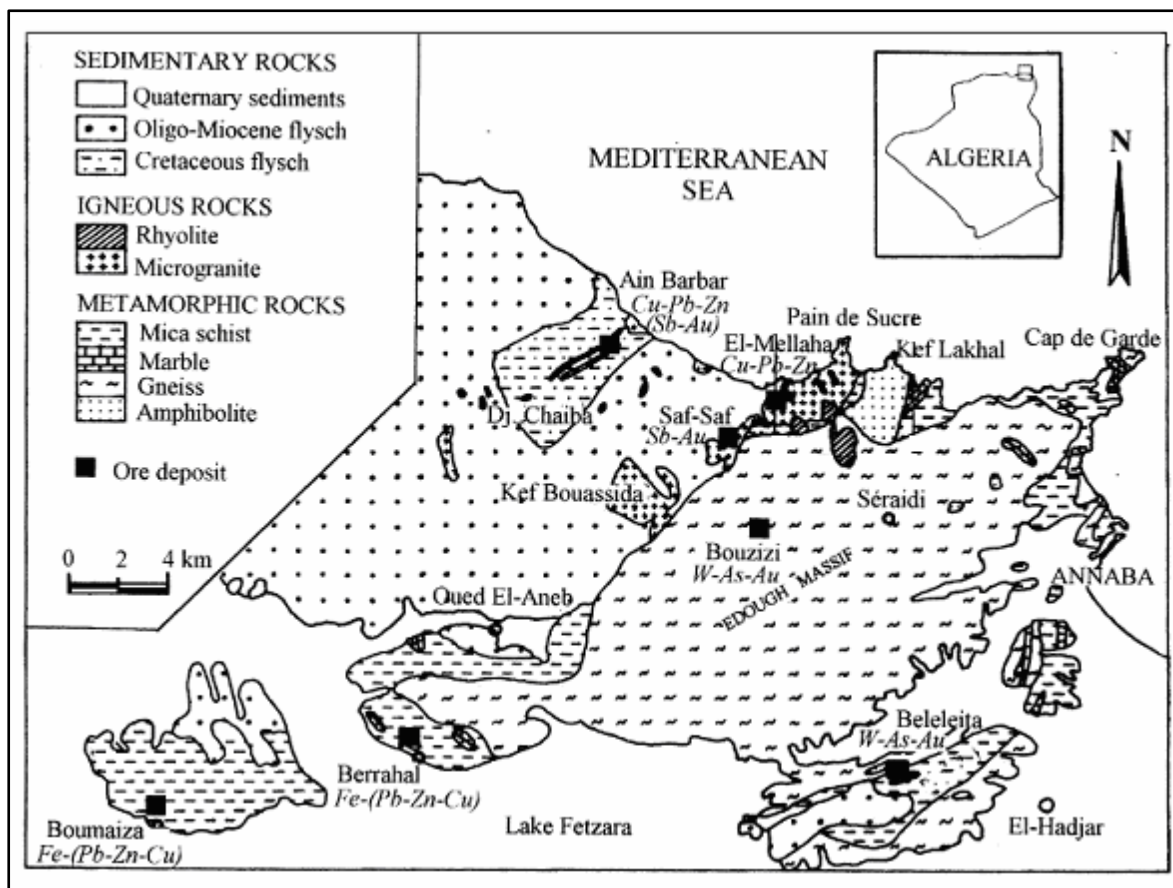 SEDIMENTARY ROCKS
Quaternary sediments
Oligo-Miocene flysch
Cretaceous flysch
IGNEOUS ROCKS
Rhyolite
Microgranite
METAMORPHIC ROCKS
Mica schist
Marble
Gneiss
Amphibolite
Ore deposit
0 2 4 km
MEDITERRANEAN
SEA
ALGERIA
N
Ain Barbar
Cu-Pb-Zn
(Sb-Au)
Pain de Sucre
El-Mellaha
Cu-Pb-Zn
Kef Lakhal
Cap de Garde
Dj. Chaiba
Saf-Saf
Sb-Au
Kef Bouassida
Séraidi
Bouzizi
W-As-Au
EDOUGH MASSIF
ANNABA
Oued El-Aneb
Beleleita
W-As-Au
Berrahal
Fe-(Pb-Zn-Cu)
Boumaiza
Fe-(Pb-Zn-Cu)
Lake Fetzara
El-Hadjar